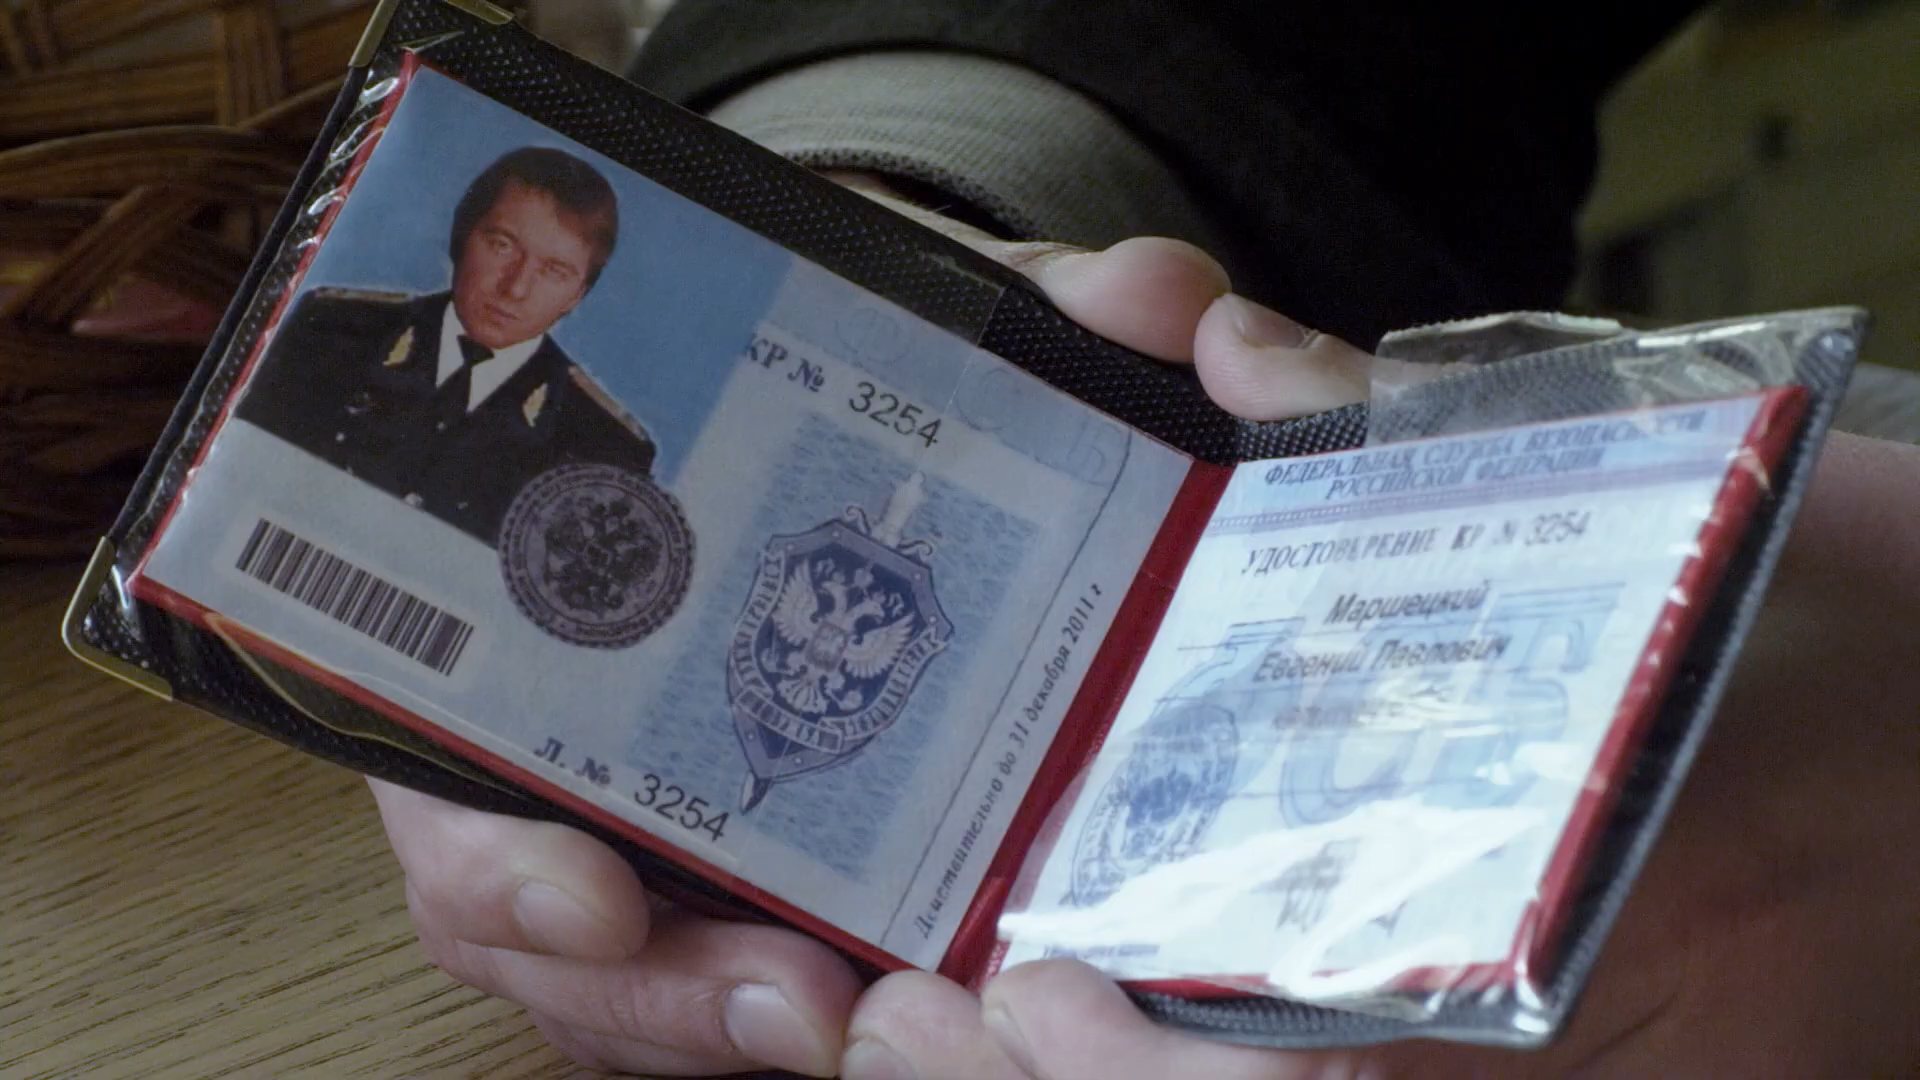 КР № 3254
Л. № 3254
Действительно до 31 декабря 2011 г
ФЕДЕРАЛЬНАЯ СЛУЖБА БЕЗОПАСНОСТИ
РОССИЙСКОЙ ФЕДЕРАЦИИ
УДОСТОВЕРЕНИЕ КР № 3254
Маршецкий
Евгений Павлович